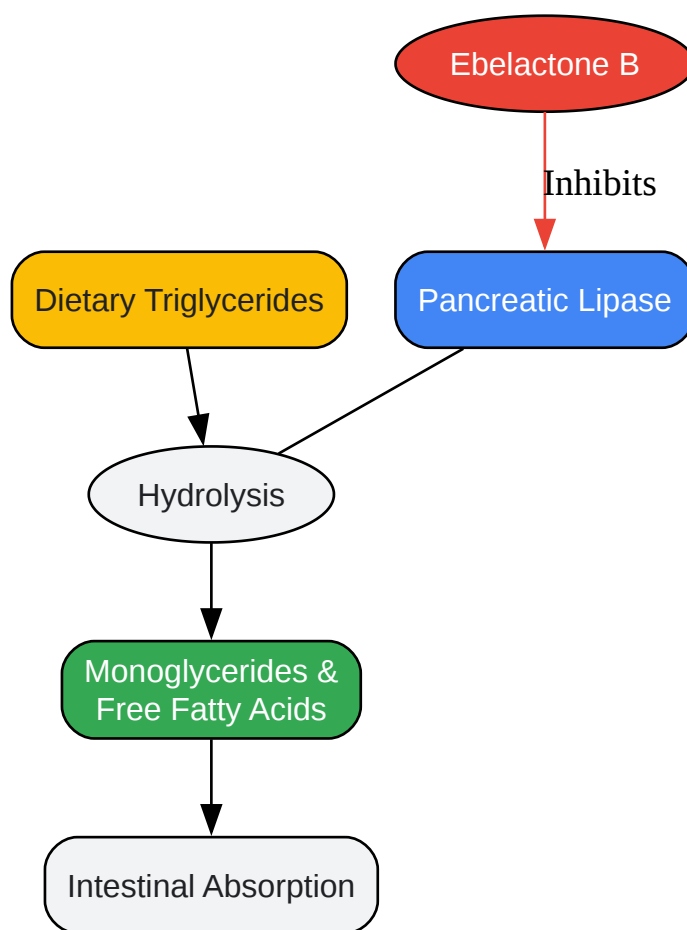 Ebelactone B
Inhibits
Dietary Triglycerides
Pancreatic Lipase
Hydrolysis
Monoglycerides &
Free Fatty Acids
Intestinal Absorption